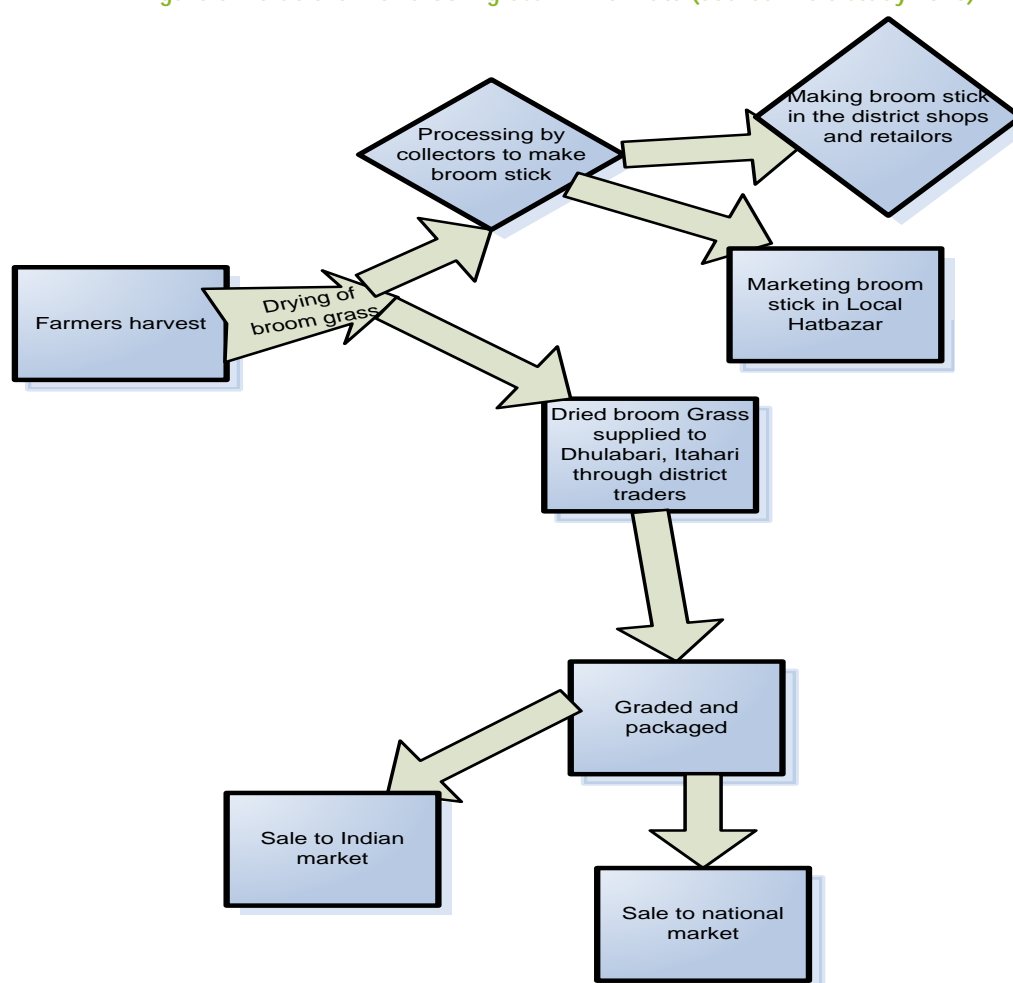 Making broom stick
in the district shops
and retailors
Processing by
collectors to make
broom stick
Marketing broom
stick in Local
Hatbazar
Farmers harvest
Drying of
broom grass
Dried broom Grass
supplied to
Dhulabari, Itahari
through district
traders
Graded and
packaged
Sale to Indian
market
Sale to national
market